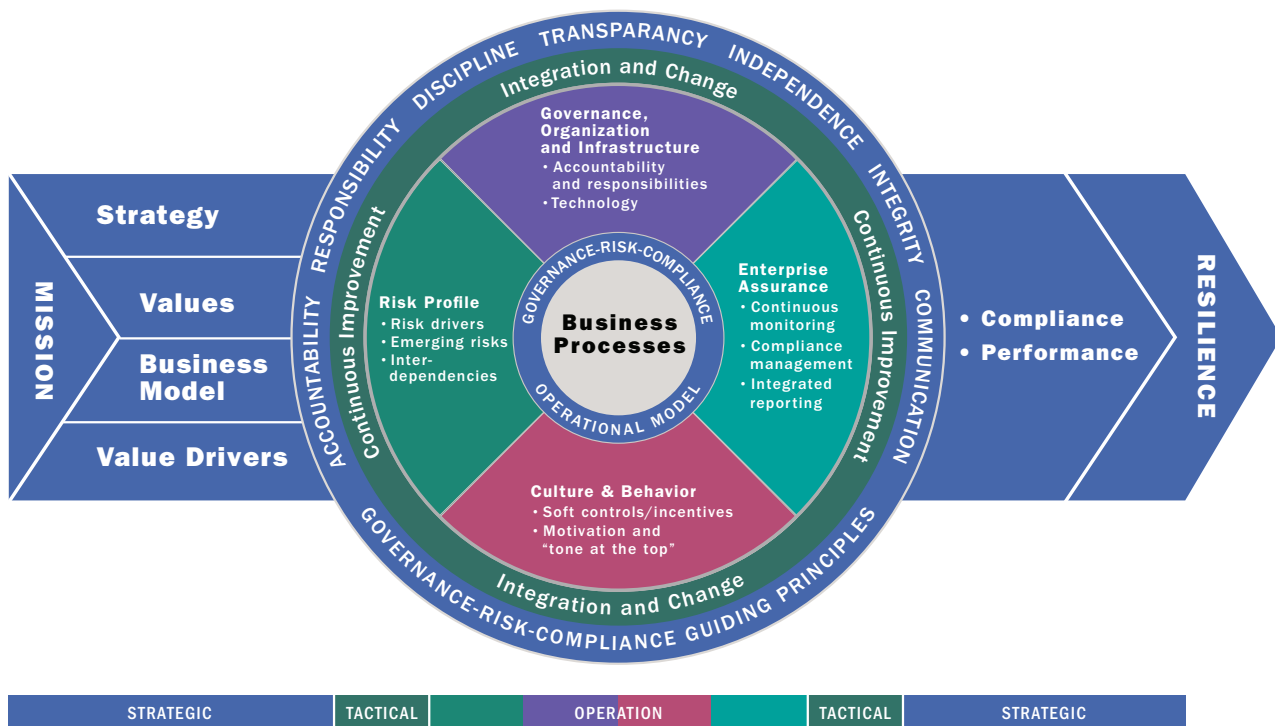 MISSION
Strategy
Values
Business
Model
Value Drivers
ACCOUNTABILITY RESPONSIBILITY DISCIPLINE TRANSPARANCY INDEPENDENCE INTEGRITY COMMUNICATION
GOVERNANCE-RISK-COMPLIANCE GUIDING PRINCIPLES
Integration and Change
Continuous Improvement
Continuous Improvement
Integration and Change
Governance,
Organization
and Infrastructure
• Accountability
and responsibilities
• Technology
Risk Profile
• Risk drivers
• Emerging risks
• Inter-
dependencies
GOVERNANCE-RISK-COMPLIANCE
Business
Processes
OPERATIONAL MODEL
Enterprise
Assurance
• Continuous
monitoring
• Compliance
management
• Integrated
reporting
Culture & Behavior
• Soft controls/incentives
• Motivation and
“tone at the top”
• Compliance
• Performance
RESILIENCE
STRATEGIC TACTICAL OPERATION TACTICAL STRATEGIC